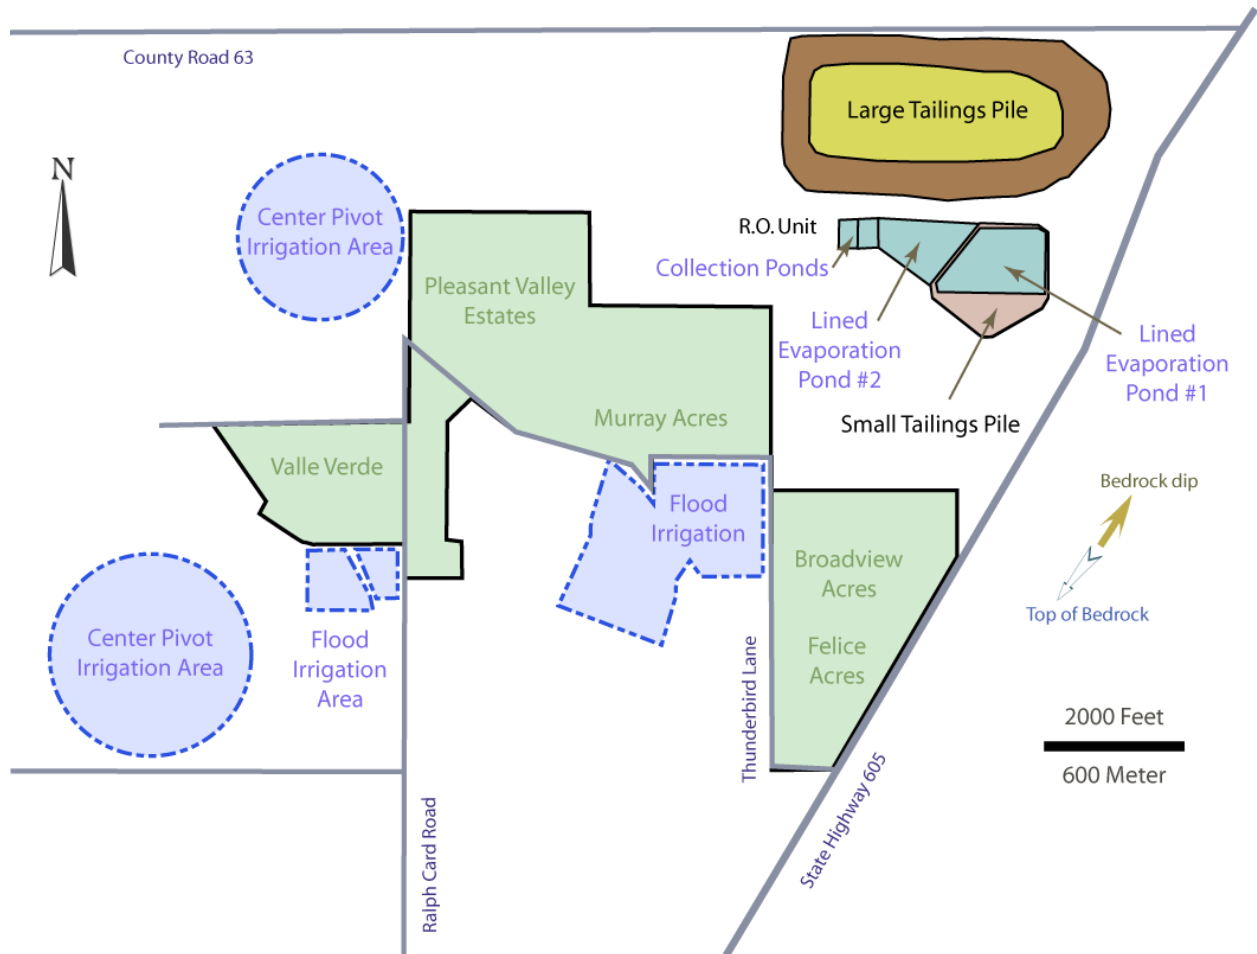 County Road 63
Large Tailings Pile
N
Center Pivot
Irrigation Area
R.O. Unit
Collection Ponds
Pleasant Valley
Estates
Lined
Evaporation
Pond #2
Lined
Evaporation
Pond #1
Murray Acres
Small Tailings Pile
Valle Verde
Bedrock dip
Flood
Irrigation
Broadview
Acres
Top of Bedrock
Center Pivot
Irrigation Area
Flood
Irrigation
Area
Felice
Acres
Thunderbird Lane
2000 Feet
600 Meter
State Highway 605
Ralph Card Road